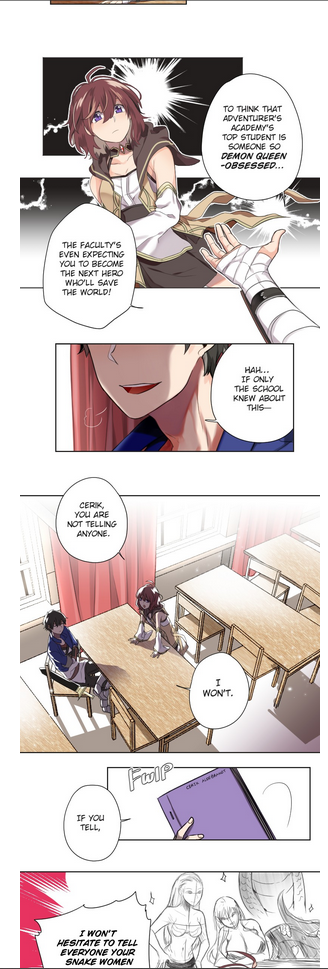 TO THINK THAT
ADVENTURER'S
ACADEMY'S
TOP STUDENT IS
SOMEONE SO
DEMON QUEEN
-OBSESSED...
THE FACULTY'S
EVEN EXPECTING
YOU TO BECOME
THE NEXT HERO
WHO'LL SAVE
THE WORLD!
HAH...
IF ONLY
THE SCHOOL
KNEW ABOUT
THIS—
CERIK,
YOU ARE
NOT TELLING
ANYONE.
I
WON'T.
FWIP
IF YOU
TELL,
I WON'T
HESITATE TO TELL
EVERYONE YOUR
SNAKE WOMEN